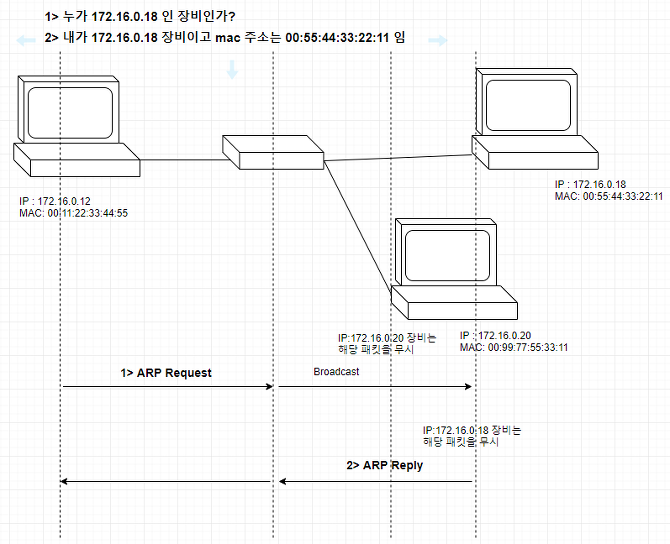 1> 누가 172.16.0.18 인 장비인가?
2> 내가 172.16.0.18 장비이고 mac 주소는 00:55:44:33:22:11 임
IP : 172.16.0.18
MAC: 00:55:44:33:22:11
IP : 172.16.0.12
MAC: 00:11:22:33:44:55
IP:172.16.0.20 장비는
해당 패킷을 무시
IP : 172.16.0.20
MAC: 00:99:77:55:33:11
1> ARP Request
Broadcast
IP:172.16.0.18 장비는
해당 패킷을 무시
2> ARP Reply